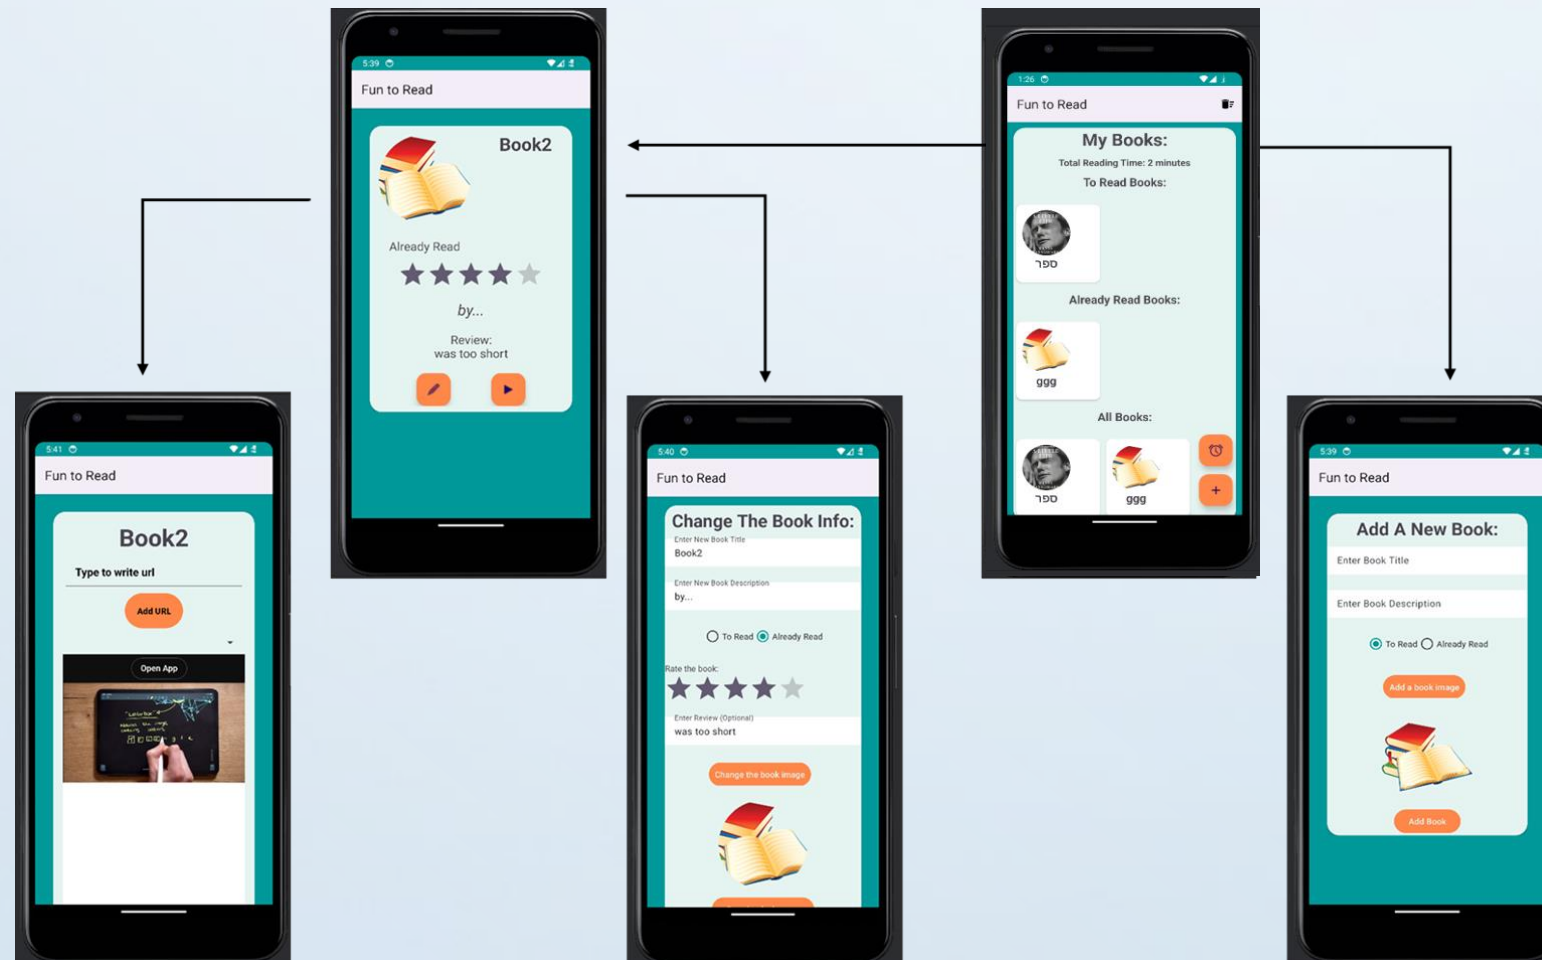 5:39
Fun to Read
Book2
Already Read
by...
Review:
was too short
1:26
Fun to Read
My Books:
Total Reading Time: 2 minutes
To Read Books:
ספר
Already Read Books:
ggg
All Books:
ספר
ggg
+
5:41
Fun to Read
Book2
Type to write url
Add URL
Open App
5:40
Fun to Read
Change The Book Info:
Enter New Book Title
Book2
Enter New Book Description
by...
To Read Already Read
Rate the book:
Enter Review (Optional)
was too short
Change the book image
5:39
Fun to Read
Add A New Book:
Enter Book Title
Enter Book Description
To Read Already Read
Add a book image
Add Book